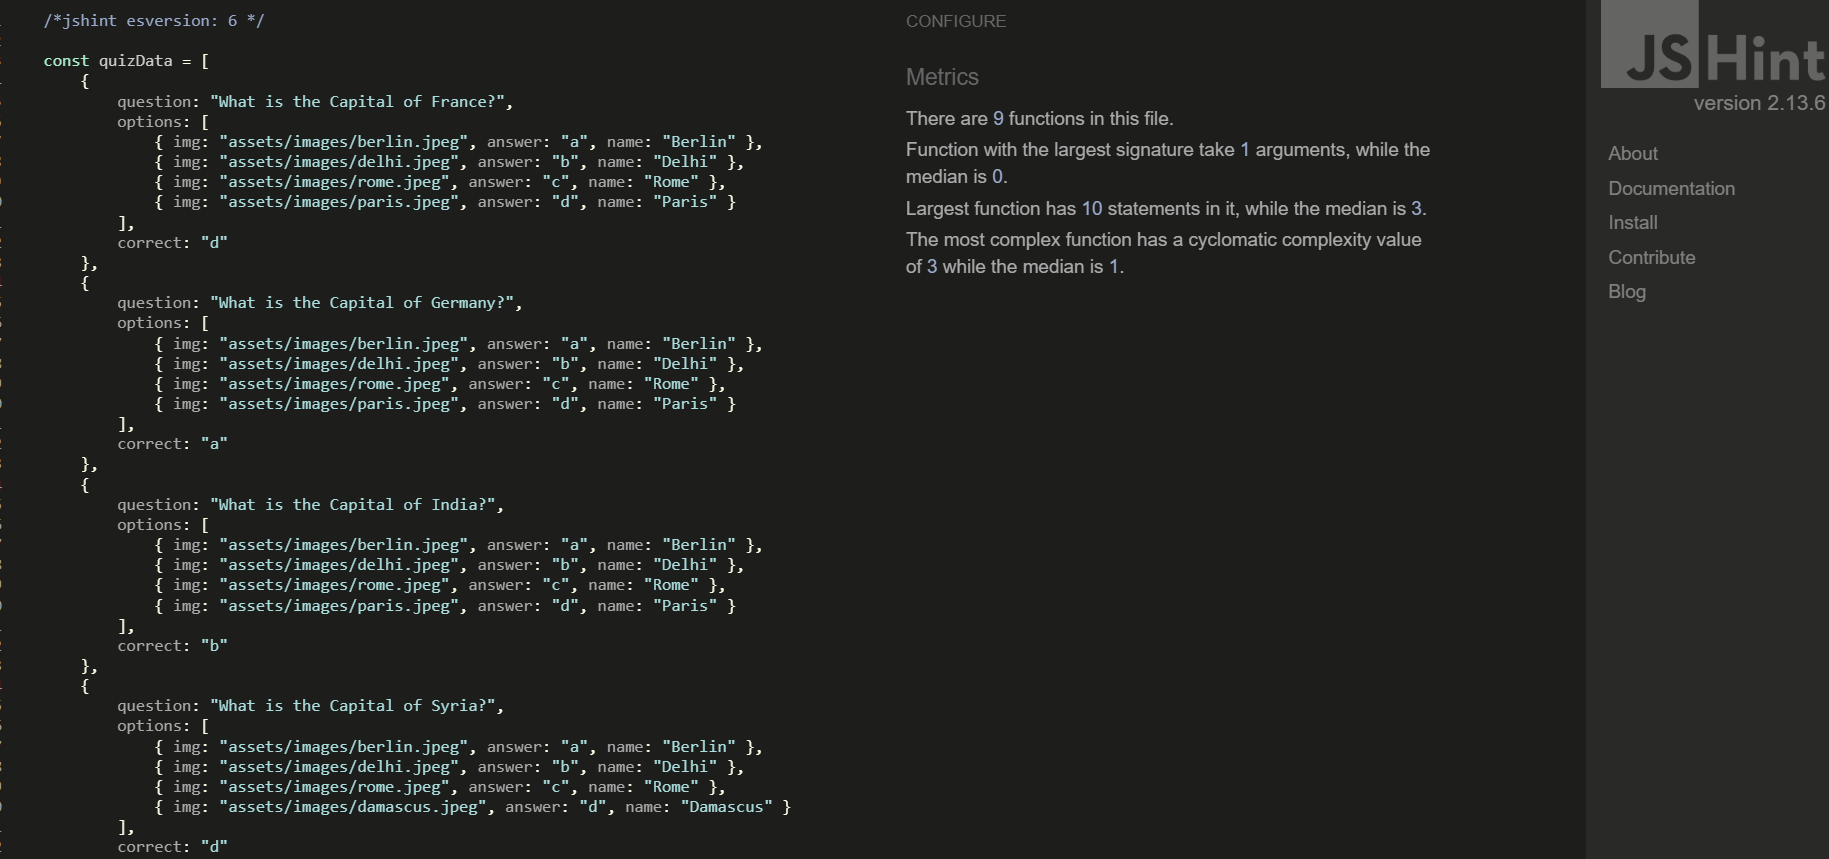 /*jshint esversion: 6 */
const quizData = [
{
question: "What is the Capital of France?",
options: [
{ img: "assets/images/berlin.jpeg", answer: "a", name: "Berlin" },
{ img: "assets/images/delhi.jpeg", answer: "b", name: "Delhi" },
{ img: "assets/images/rome.jpeg", answer: "c", name: "Rome" },
{ img: "assets/images/paris.jpeg", answer: "d", name: "Paris" }
],
correct: "d"
},
{
question: "What is the Capital of Germany?",
options: [
{ img: "assets/images/berlin.jpeg", answer: "a", name: "Berlin" },
{ img: "assets/images/delhi.jpeg", answer: "b", name: "Delhi" },
{ img: "assets/images/rome.jpeg", answer: "c", name: "Rome" },
{ img: "assets/images/paris.jpeg", answer: "d", name: "Paris" }
],
correct: "a"
},
{
question: "What is the Capital of India?",
options: [
{ img: "assets/images/berlin.jpeg", answer: "a", name: "Berlin" },
{ img: "assets/images/delhi.jpeg", answer: "b", name: "Delhi" },
{ img: "assets/images/rome.jpeg", answer: "c", name: "Rome" },
{ img: "assets/images/paris.jpeg", answer: "d", name: "Paris" }
],
correct: "b"
},
{
question: "What is the Capital of Syria?",
options: [
{ img: "assets/images/berlin.jpeg", answer: "a", name: "Berlin" },
{ img: "assets/images/delhi.jpeg", answer: "b", name: "Delhi" },
{ img: "assets/images/rome.jpeg", answer: "c", name: "Rome" },
{ img: "assets/images/damascus.jpeg", answer: "d", name: "Damascus" }
],
correct: "d"
CONFIGURE
Metrics
There are 9 functions in this file.
Function with the largest signature take 1 arguments, while the
median is 0.
Largest function has 10 statements in it, while the median is 3.
The most complex function has a cyclomatic complexity value
of 3 while the median is 1.
JSHint
version 2.13.6
About
Documentation
Install
Contribute
Blog